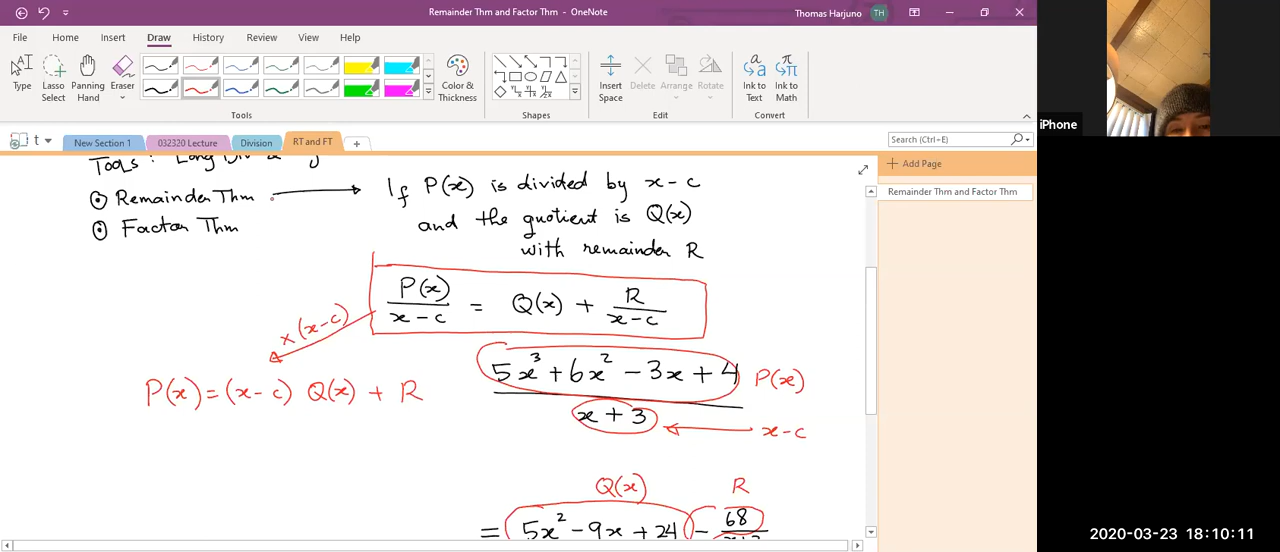 Remainder Thm and Factor Thm - OneNote
Thomas Harjuno TH
File Home Insert Draw History Review View Help
Type Lasso Select Panning Hand Eraser
Color & Thickness
Insert Space Delete Arrange Rotate
Ink to Text Ink to Math
Tools Shapes Edit Convert
t New Section 1 032320 Lecture Division RT and FT +
Search (Ctrl+E)
Add Page
Remainder Thm and Factor Thm
iPhone
Tools : Long Div
Remainder Thm
If P(x) is divided by x-c
Factor Thm
and the quotient is Q(x)
with remainder R
P(x)/(x-c) = Q(x) + R/(x-c)
×(x-c)
P(x)=(x-c) Q(x) + R
5x³+6x²-3x+4 P(x)
x+3
x-c
Q(x) R
= 5x²-9x+24 - 68
2020-03-23 18:10:11